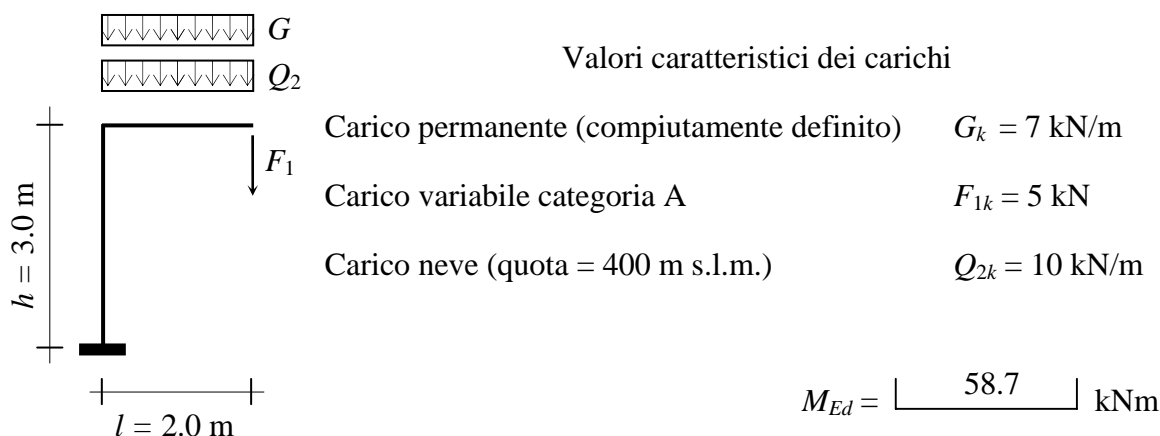 G
Q2
Valori caratteristici dei carichi
Carico permanente (compiutamente definito) Gk = 7 kN/m
F1
Carico variabile categoria A F1k = 5 kN
Carico neve (quota = 400 m s.l.m.) Q2k = 10 kN/m
h = 3.0 m
l = 2.0 m
MEd = 58.7 kNm